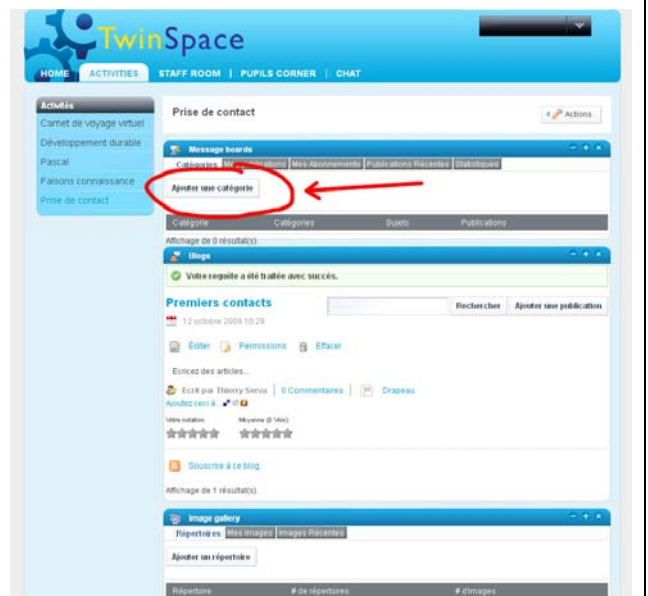 TwinSpace
HOME ACTIVITIES STAFF ROOM | PUPILS CORNER | CHAT
Activités
Carnet de voyage virtuel
Développement durable
Pascal
Faisons connaissance
Prise de contact
Prise de contact
Actions
Message boards
Catégories Mes Publications Mes Abonnements Publications Récentes Statistiques
Ajouter une catégorie
Catégorie Catégories Sujets Publications
Affichage de 0 résultat(s).
Blogs
Votre requête a été traitée avec succès.
Premiers contacts
Rechercher Ajouter une publication
12 octobre 2009 10:28
Éditer Permissions Effacer
Ecricez des articles...
Ecrit par Thierry Serva | 0 Commentaires | Drapeau
Ajoutez ceci à...
Votre notation Moyenne (0 Vote)
Souscrire à ce blog.
Affichage de 1 résultat(s).
Image gallery
Répertoires Mes Images Images Récentes
Ajouter un répertoire
Répertoire # de répertoires # d'images